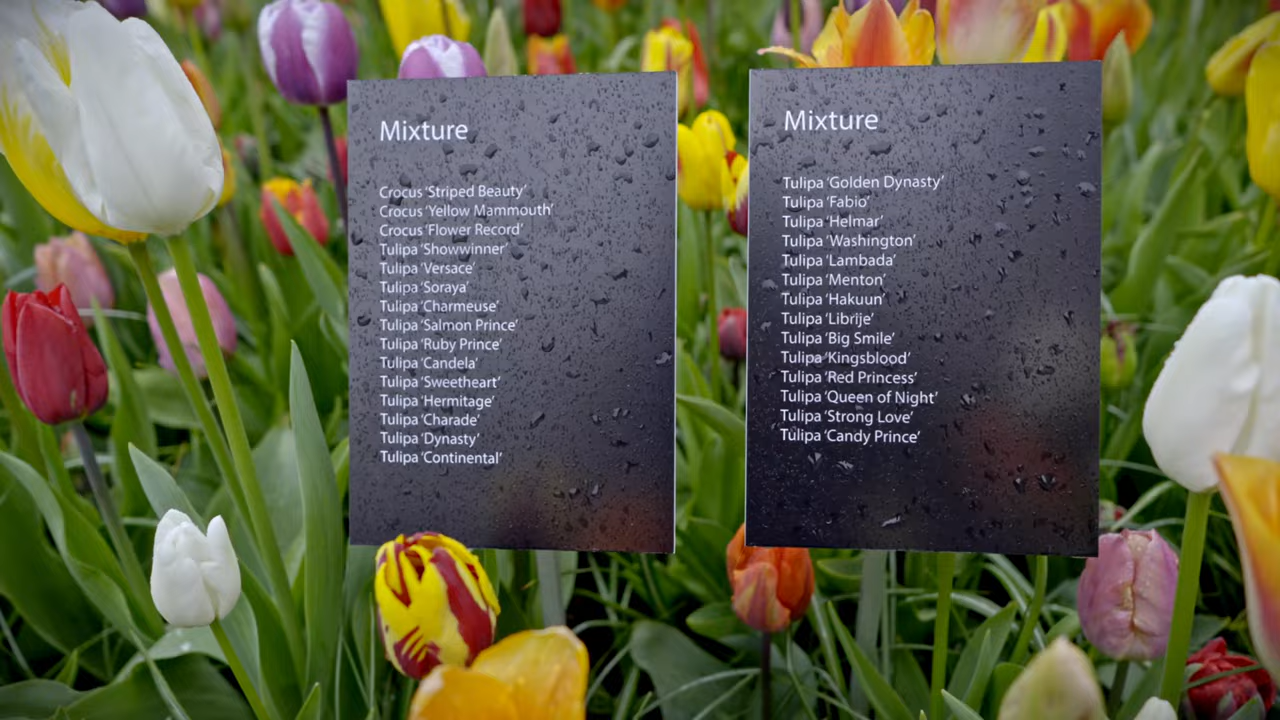 Mixture
Crocus ‘Striped Beauty’
Crocus ‘Yellow Mammouth’
Crocus ‘Flower Record’
Tulipa ‘Showwinner’
Tulipa ‘Versace’
Tulipa ‘Soraya’
Tulipa ‘Charmeuse’
Tulipa ‘Salmon Prince’
Tulipa ‘Ruby Prince’
Tulipa ‘Candela’
Tulipa ‘Sweetheart’
Tulipa ‘Hermitage’
Tulipa ‘Charade’
Tulipa ‘Dynasty’
Tulipa ‘Continental’
Mixture
Tulipa ‘Golden Dynasty’
Tulipa ‘Fabio’
Tulipa ‘Helmar’
Tulipa ‘Washington’
Tulipa ‘Lambada’
Tulipa ‘Menton’
Tulipa ‘Hakuun’
Tulipa ‘Librije’
Tulipa ‘Big Smile’
Tulipa ‘Kingsblood’
Tulipa ‘Red Princess’
Tulipa ‘Queen of Night’
Tulipa ‘Strong Love’
Tulipa ‘Candy Prince’